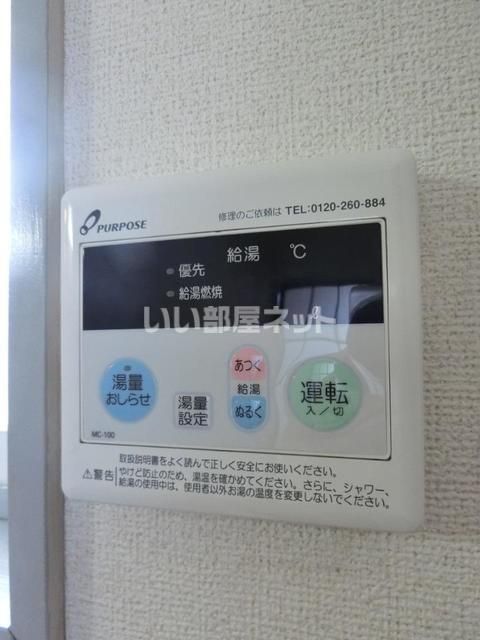 PURPOSE
修理のご依頼は TEL:0120-260-884
給湯 ℃
優先
給湯燃焼
いい部屋ネット
湯量
おしらせ
湯量
設定
あつく
給湯
ぬるく
運転
入/切
MC-100
取扱説明書をよく読んで正しく安全にお使いください。
⚠警告
やけど防止のため、湯温を確かめてください。さらに、シャワー、
給湯の使用中は、使用者以外お湯の温度を変更しないでください。